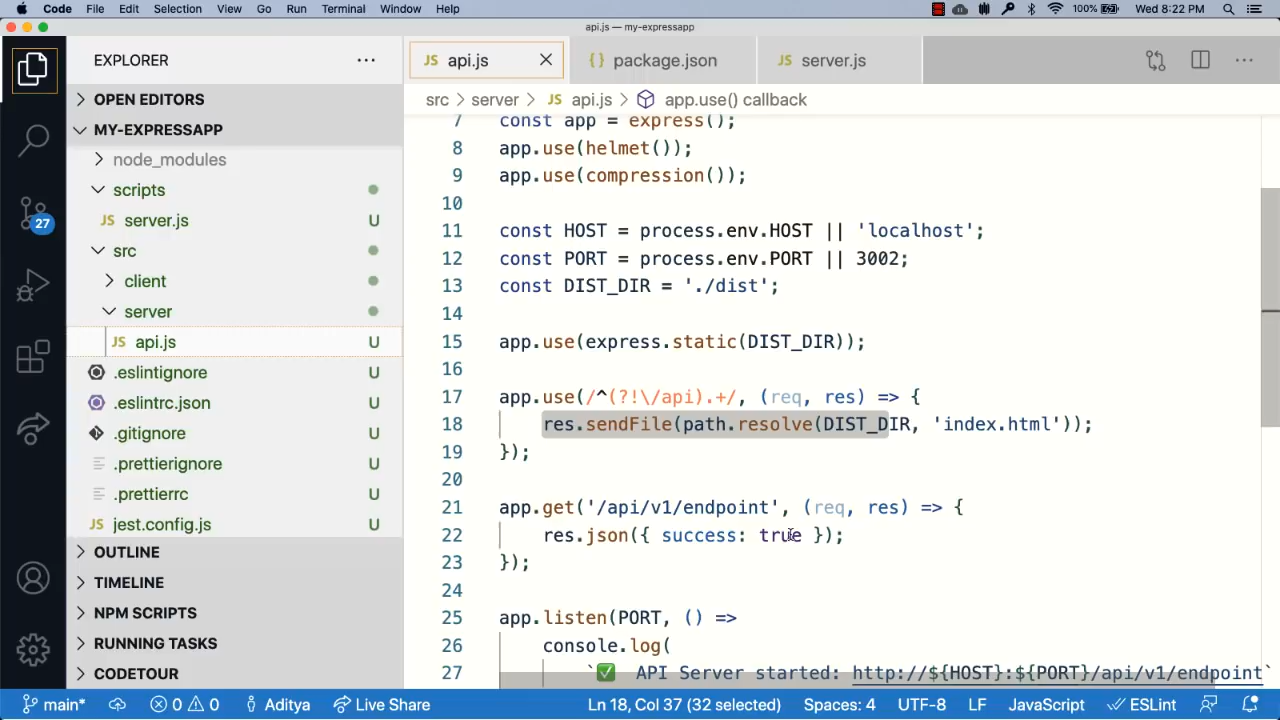 Code File Edit Selection View Go Run Terminal Window Help 100% Wed 8:22 PM
api.js — my-expressapp
EXPLORER
JS api.js
{} package.json
JS server.js
src > server > JS api.js > app.use() callback
OPEN EDITORS
MY-EXPRESSAPP
node_modules
scripts
JS server.js U
src
client
server
JS api.js U
.eslintignore U
.eslintrc.json U
.gitignore U
.prettierignore U
.prettierrc U
JS jest.config.js U
OUTLINE
TIMELINE
NPM SCRIPTS
RUNNING TASKS
CODETOUR
27
7 const app = express();
8 app.use(helmet());
9 app.use(compression());
10
11 const HOST = process.env.HOST || 'localhost';
12 const PORT = process.env.PORT || 3002;
13 const DIST_DIR = './dist';
14
15 app.use(express.static(DIST_DIR));
16
17 app.use(/^(?!\/api).+/, (req, res) => {
18 res.sendFile(path.resolve(DIST_DIR, 'index.html'));
19 });
20
21 app.get('/api/v1/endpoint', (req, res) => {
22 res.json({ success: true });
23 });
24
25 app.listen(PORT, () =>
26 console.log(
27 `✅ API Server started: http://${HOST}:${PORT}/api/v1/endpoint`
main* 0 0 Aditya Live Share Ln 18, Col 37 (32 selected) Spaces: 4 UTF-8 LF JavaScript ESLint